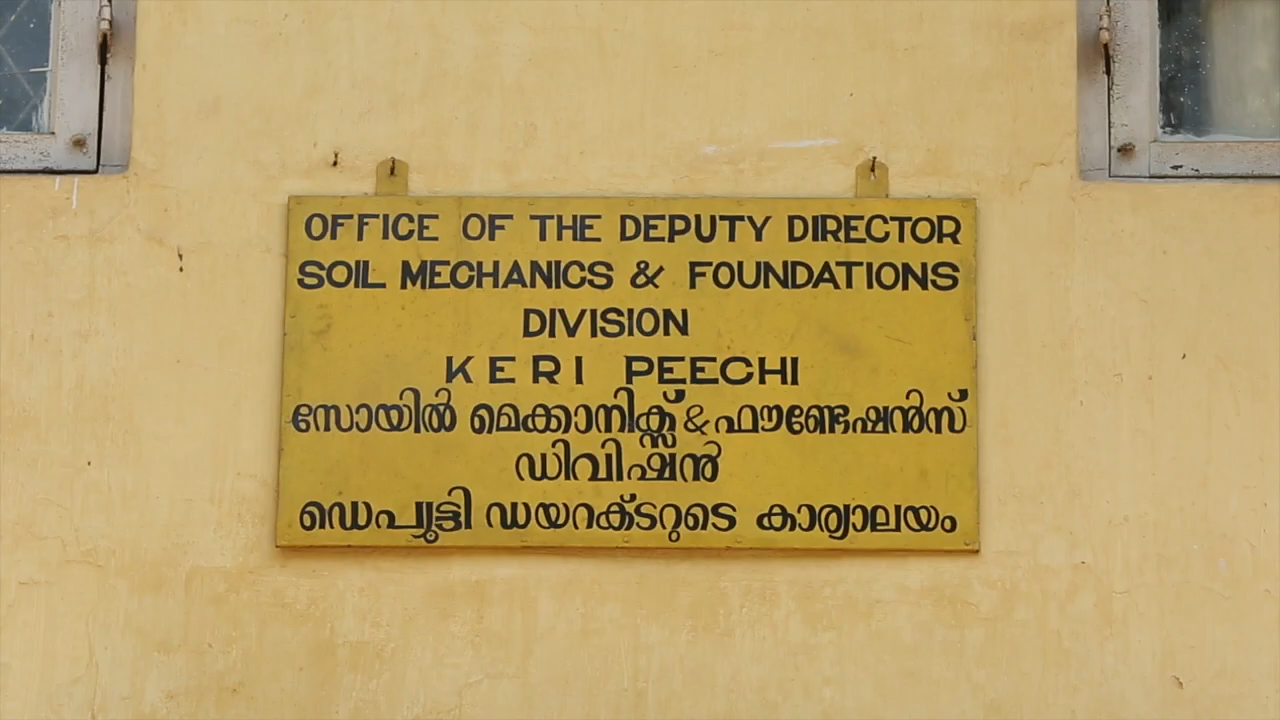 OFFICE OF THE DEPUTY DIRECTOR
SOIL MECHANICS & FOUNDATIONS
DIVISION
KERI PEECHI
സോയിൽ മെക്കാനിക്സ് & ഫൗണ്ടേഷൻസ്
ഡിവിഷൻ
ഡെപ്യൂട്ടി ഡയറക്ടറുടെ കാര്യാലയം